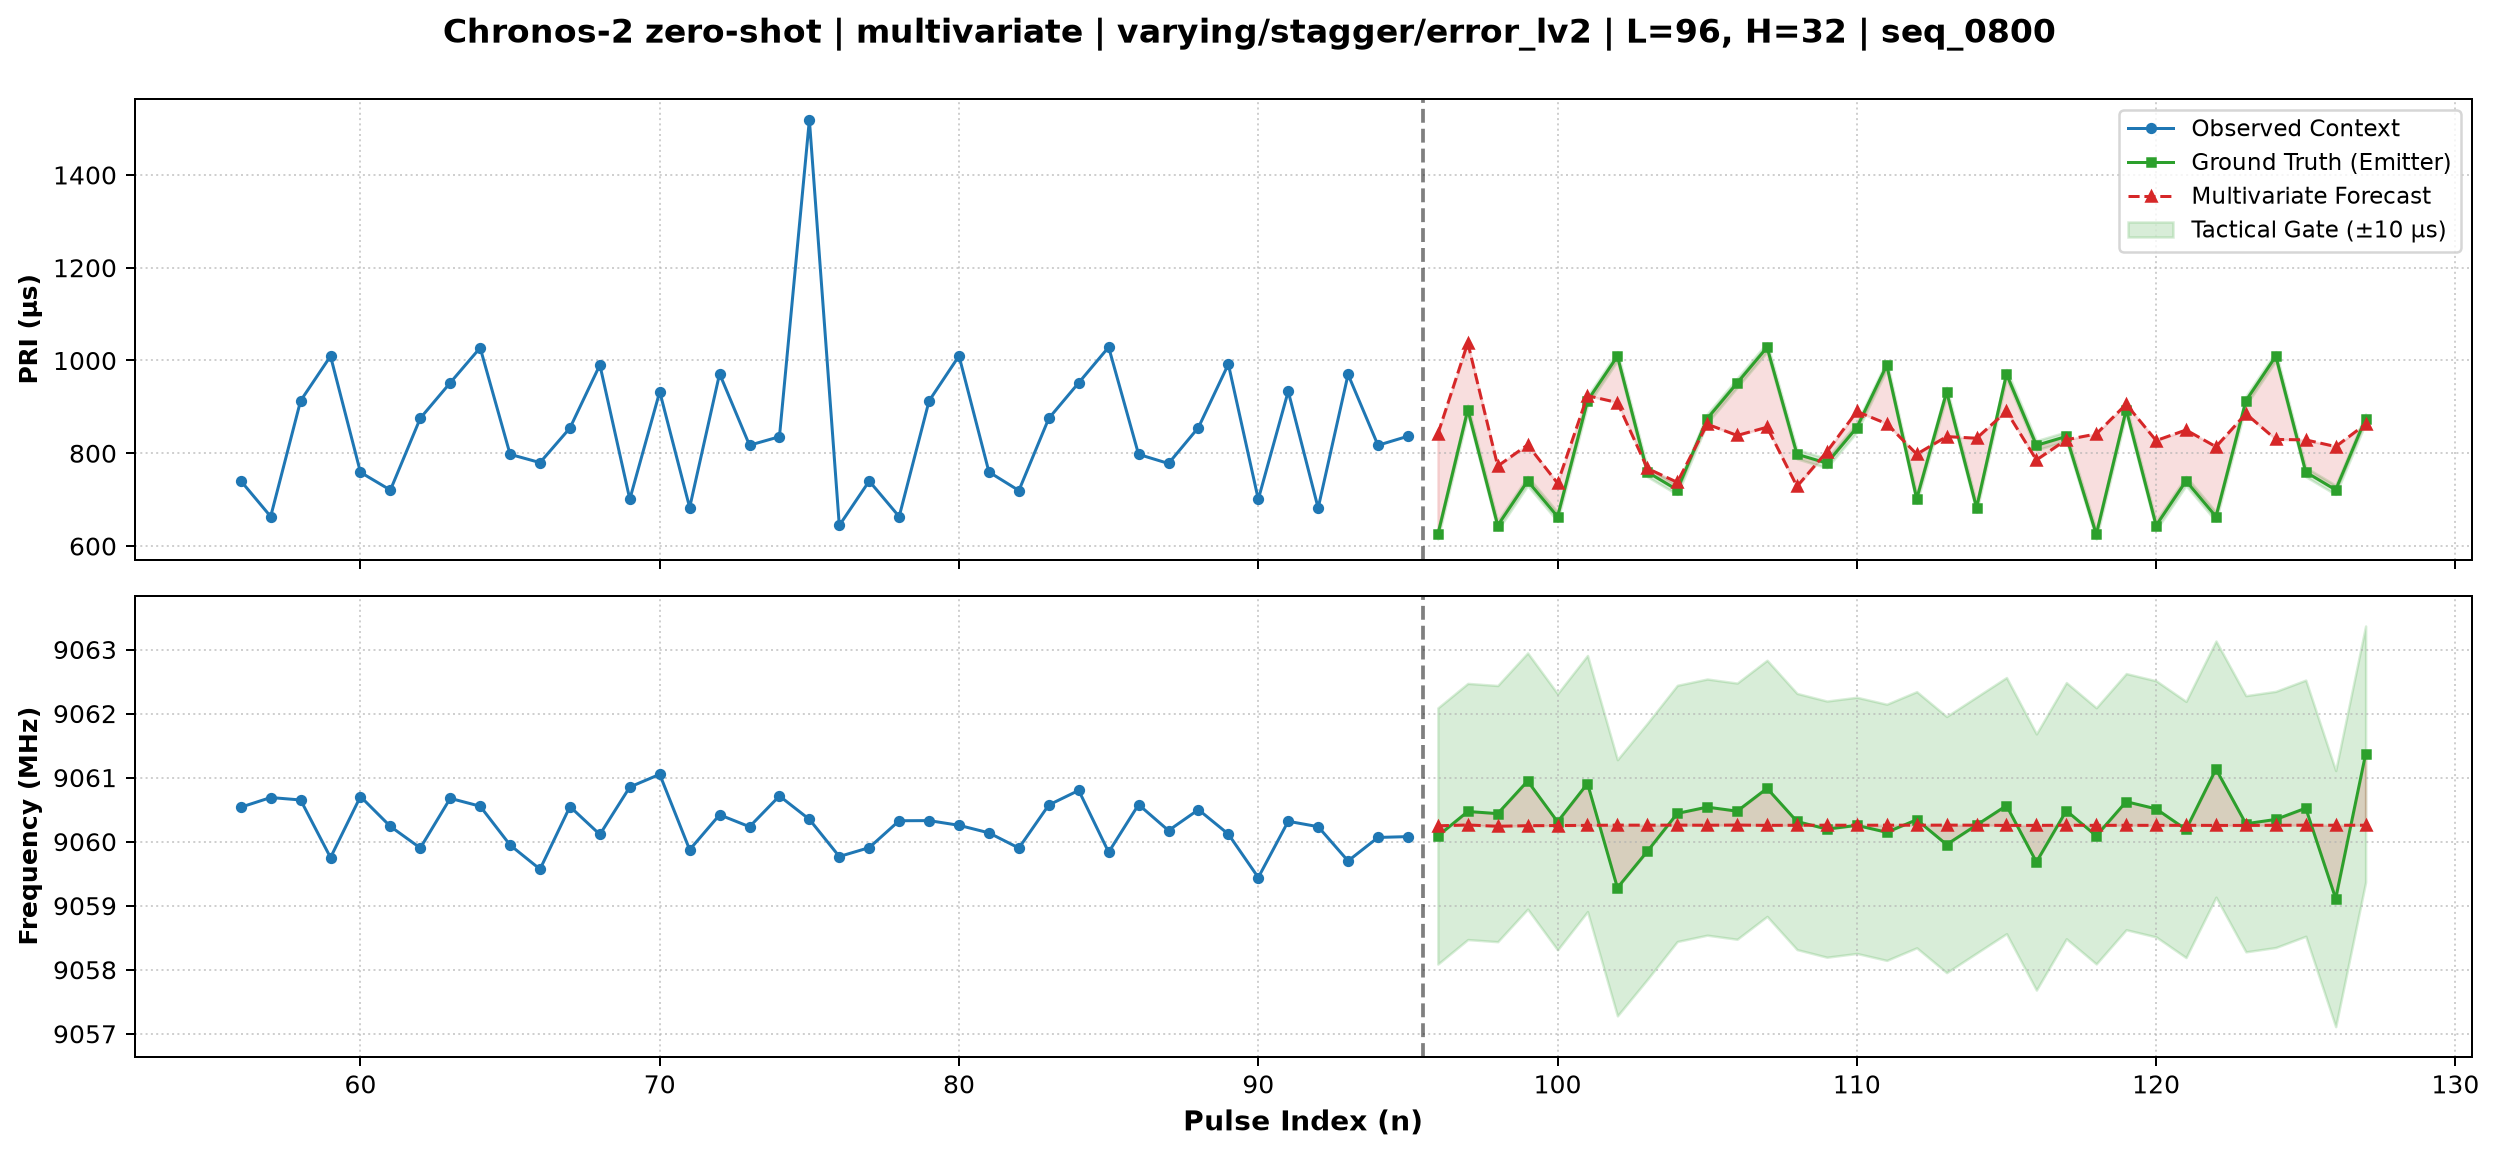 Chronos-2 zero-shot | multivariate | varying/stagger/error_lv2 | L=96, H=32 | seq_0800
PRI (µs)
1400
1200
1000
800
600
Observed Context
Ground Truth (Emitter)
Multivariate Forecast
Tactical Gate (±10 µs)
Frequency (MHz)
9063
9062
9061
9060
9059
9058
9057
60 70 80 90 100 110 120 130
Pulse Index (n)